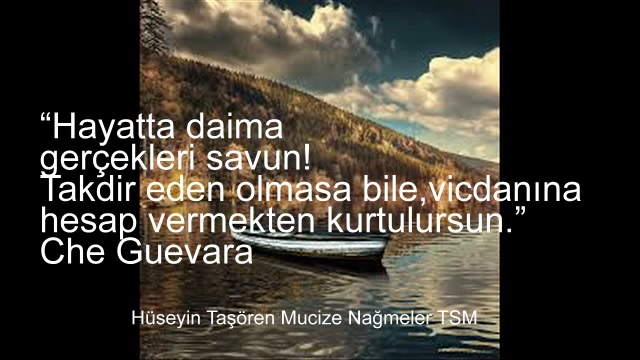 “Hayatta daima
gerçekleri savun!
Takdir eden olmasa bile,vicdanına
hesap vermekten kurtulursun.”
Che Guevara
Hüseyin Taşören Mucize Nağmeler TSM